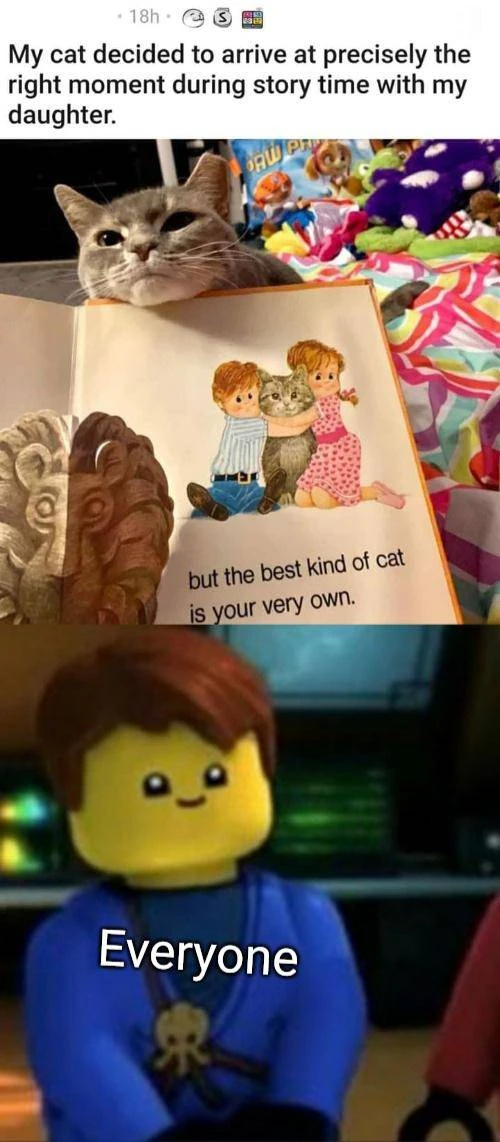 18h
My cat decided to arrive at precisely the
right moment during story time with my
daughter.
PAW
but the best kind of cat
is your very own.
Everyone